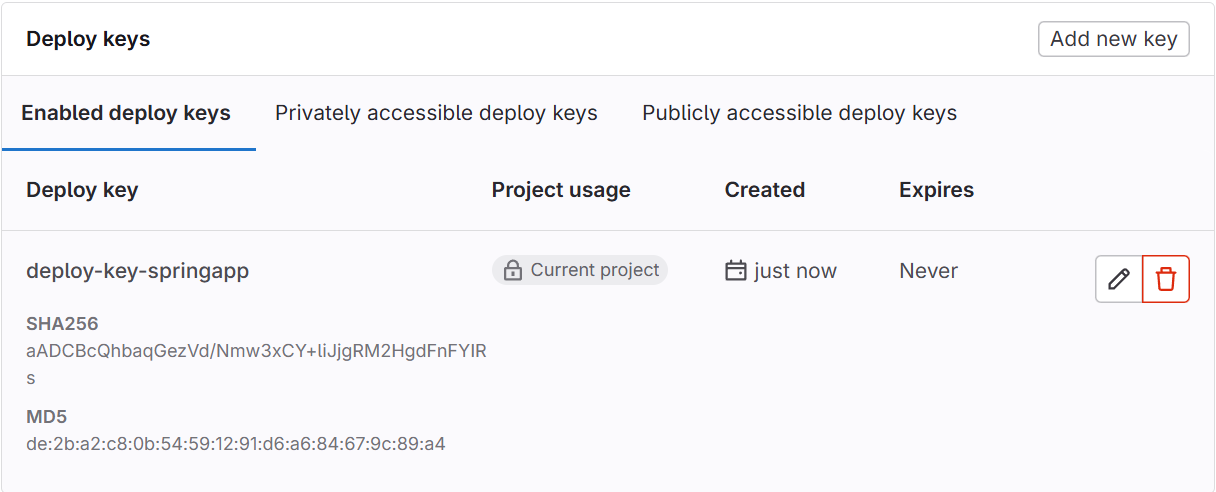 Deploy keys
Add new key
Enabled deploy keys
Privately accessible deploy keys
Publicly accessible deploy keys
Deploy key
Project usage
Created
Expires
deploy-key-springapp
Current project
just now
Never
SHA256
aADCBcQhbaqGezVd/Nmw3xCY+liJjgRM2HgdFnFYIR
s
MD5
de:2b:a2:c8:0b:54:59:12:91:d6:a6:84:67:9c:89:a4